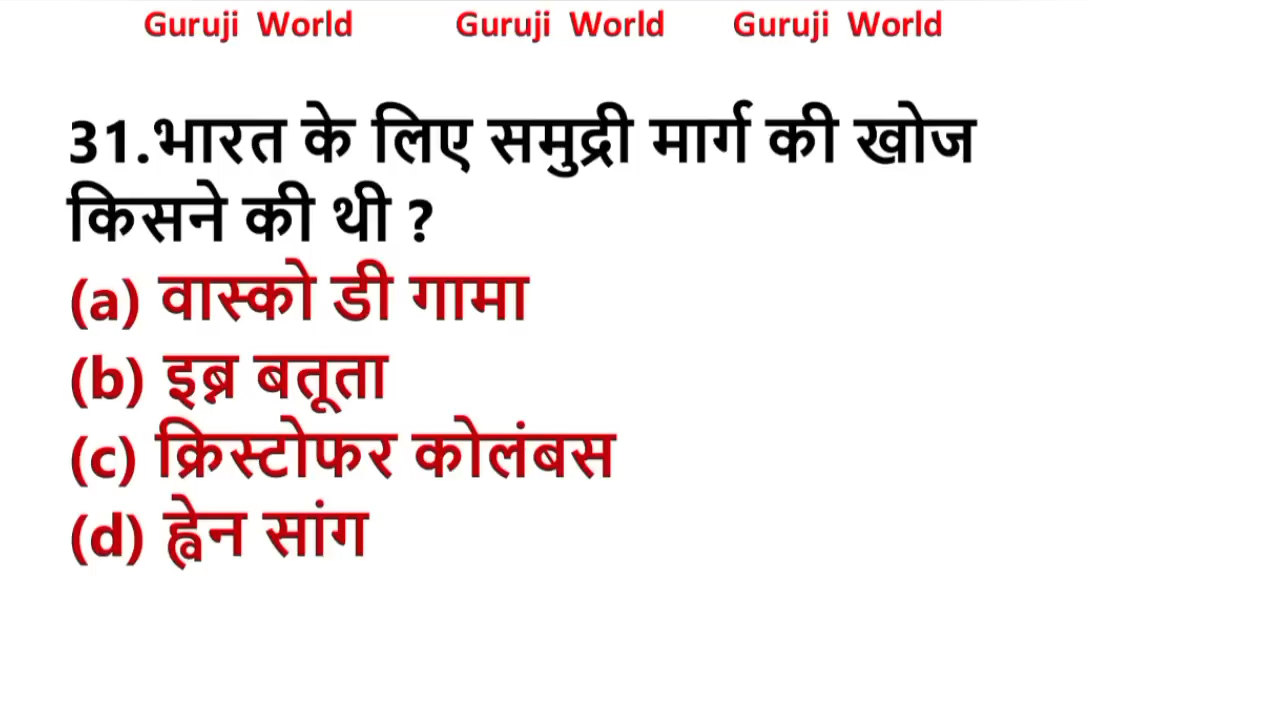 Guruji World Guruji World Guruji World
31.भारत के लिए समुद्री मार्ग की खोज
किसने की थी ?
(a) वास्को डी गामा
(b) इब्न बतूता
(c) क्रिस्टोफर कोलंबस
(d) ह्वेन सांग